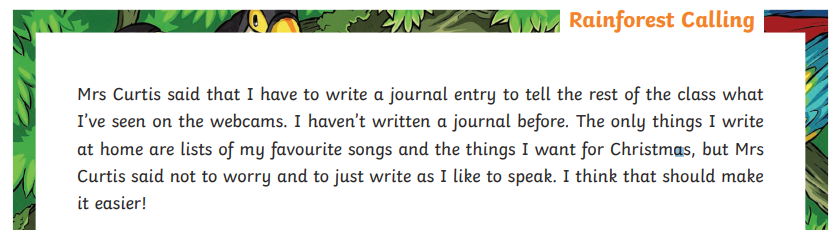 Rainforest Calling
Mrs Curtis said that I have to write a journal entry to tell the rest of the class what
I've seen on the webcams. I haven't written a journal before. The only things I write
at home are lists of my favourite songs and the things I want for Christmas, but Mrs
Curtis said not to worry and to just write as I like to speak. I think that should make
it easier!